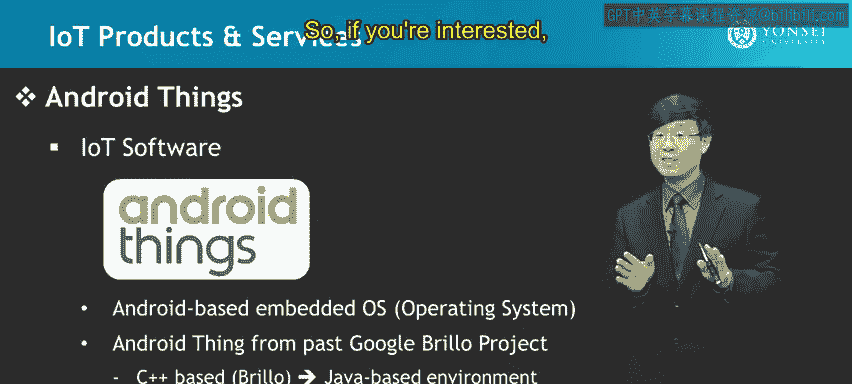 GPT中英字幕课程资源@bilibili.com
So, if you're interested,
IoT Products & Services
YONSEI
UNIVERSITY
❖ Android Things
▪ IoT Software
android
things
• Android-based embedded OS (Operating System)
• Android Thing from past Google Brillo Project
- C++ based (Brillo) ➔ Java-based environment